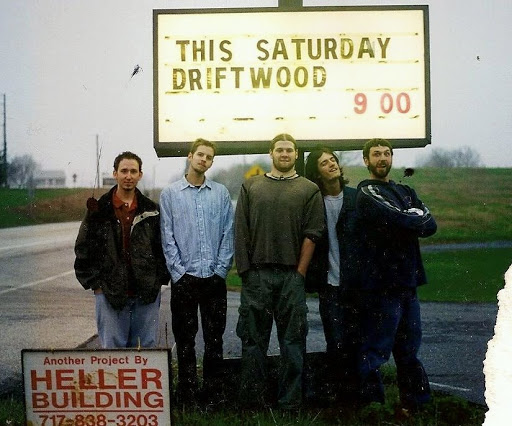 THIS SATURDAY
DRIFTWOOD
9 00
Another Project By
HELLER
BUILDING
717-838-3203